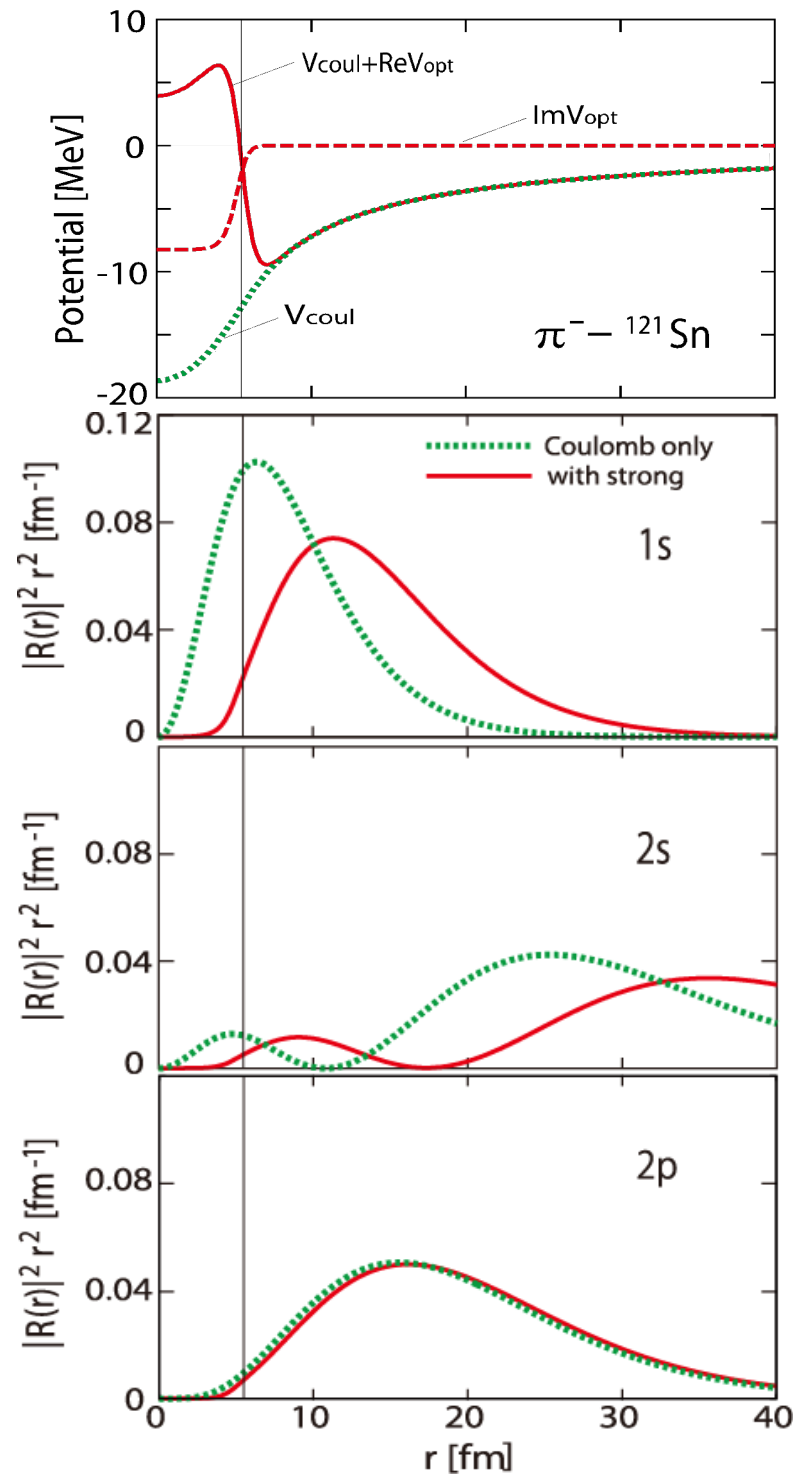 10
0
-10
-20
Potential [MeV]
Vcoul+ReVopt
ImVopt
Vcoul
π⁻− ¹²¹Sn
0.12
0.08
0.04
0
|R(r)|² r² [fm⁻¹]
Coulomb only
with strong
1s
0.08
0.04
0
|R(r)|² r² [fm⁻¹]
2s
0.08
0.04
0
|R(r)|² r² [fm⁻¹]
2p
0 10 20 30 40
r [fm]